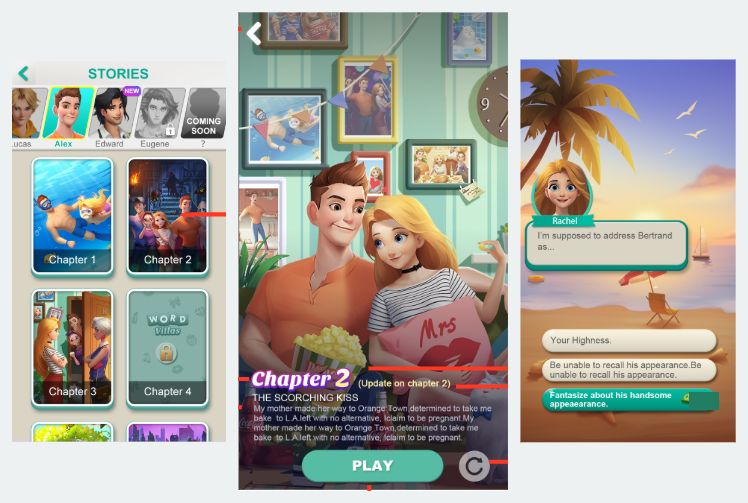 STORIES
NEW
COMING
SOON
Lucas
Alex
Edward
Eugene
?
Chapter 1
Chapter 2
Chapter 3
WORD
Villas
Chapter 4
9
Mrs
Chapter 2 (Update on chapter 2)
THE SCORCHING KISS
My mother made her way to Orange Town,determined to take me
bake to L.A.left with no alternative, Iclaim to be pregnant.My
mother made her way to Orange Town,determined to take me
bake to L.A.left with no alternative, Iclaim to be pregnant.
PLAY
Rachel
I'm supposed to address Bertrand
as...
Your Highness.
Be unable to recall his appearance.Be
unable to recall his appearance.
Fantasize about his handsome
appeaearance.